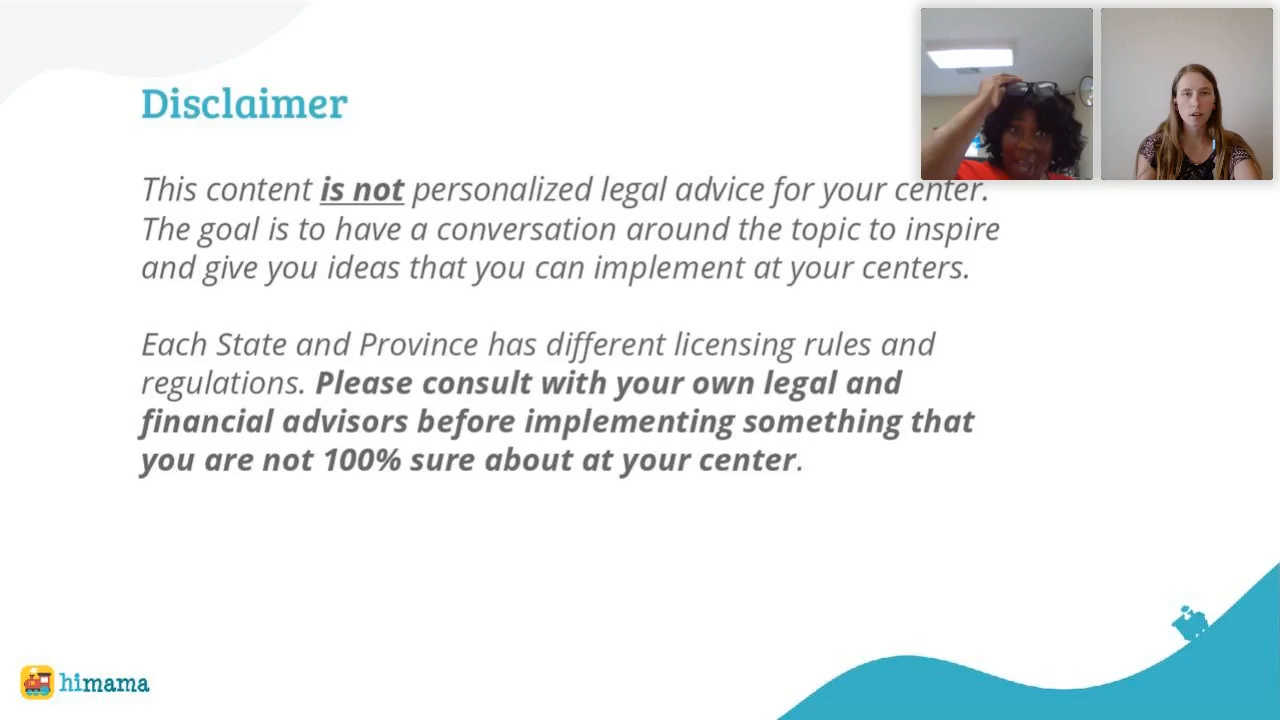 Disclaimer
This content is not personalized legal advice for your center.
The goal is to have a conversation around the topic to inspire
and give you ideas that you can implement at your centers.
Each State and Province has different licensing rules and
regulations. Please consult with your own legal and
financial advisors before implementing something that
you are not 100% sure about at your center.
himama